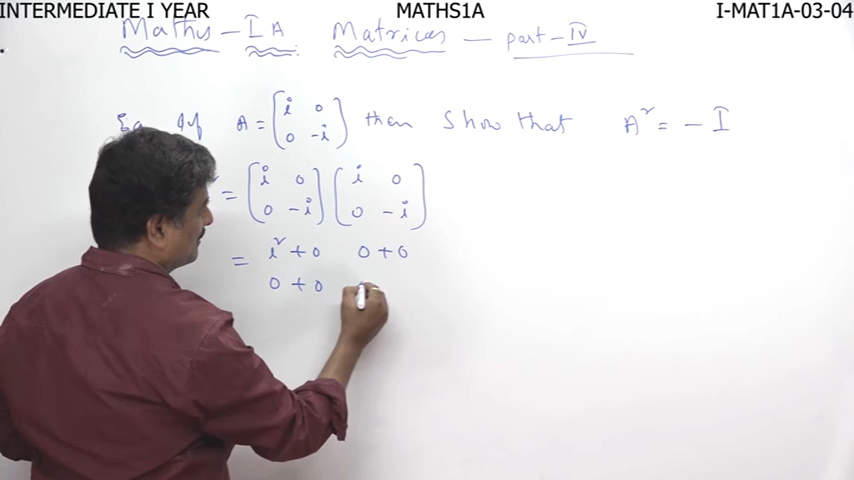 INTERMEDIATE I YEAR MATHS1A I-MAT1A-03-04
Maths - I A Matrices - part - IV
Eg If A = [i 0; 0 -i] then show that A² = - I
= [i 0; 0 -i] [i 0; 0 -i]
= i² + 0 0 + 0
0 + 0